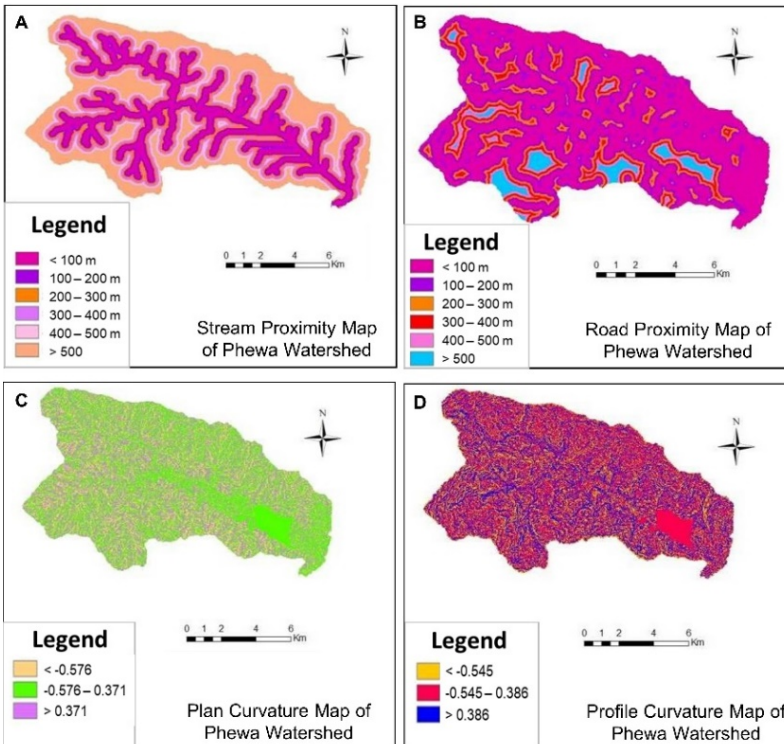 A
N
Legend
< 100 m
100 – 200 m
200 – 300 m
300 – 400 m
400 – 500 m
> 500
0 1 2 4 6
Km
Stream Proximity Map
of Phewa Watershed
B
N
Legend
< 100 m
100 – 200 m
200 – 300 m
300 – 400 m
400 – 500 m
> 500
0 1 2 4 6
Km
Road Proximity Map of
Phewa Watershed
C
N
Legend
< -0.576
-0.576 – 0.371
> 0.371
0 1 2 4 6
Km
Plan Curvature Map of
Phewa Watershed
D
N
Legend
< -0.545
-0.545 – 0.386
> 0.386
0 1 2 4 6
Km
Profile Curvature Map of
Phewa Watershed